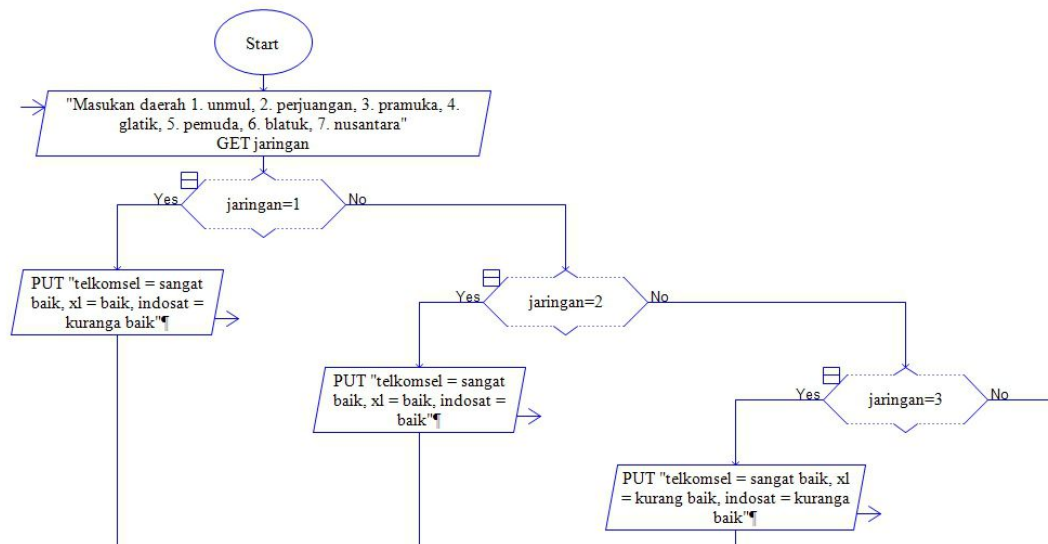 Start
"Masukan daerah 1. unmul, 2. perjuangan, 3. pramuka, 4.
glatik, 5. pemuda, 6. blatuk, 7. nusantara"
GET jaringan
Yes
jaringan=1
No
PUT "telkomsel = sangat
baik, xl = baik, indosat =
kuranga baik"¶
Yes
jaringan=2
No
PUT "telkomsel = sangat
baik, xl = baik, indosat =
baik"¶
Yes
jaringan=3
No
PUT "telkomsel = sangat baik, xl
= kurang baik, indosat = kuranga
baik"¶